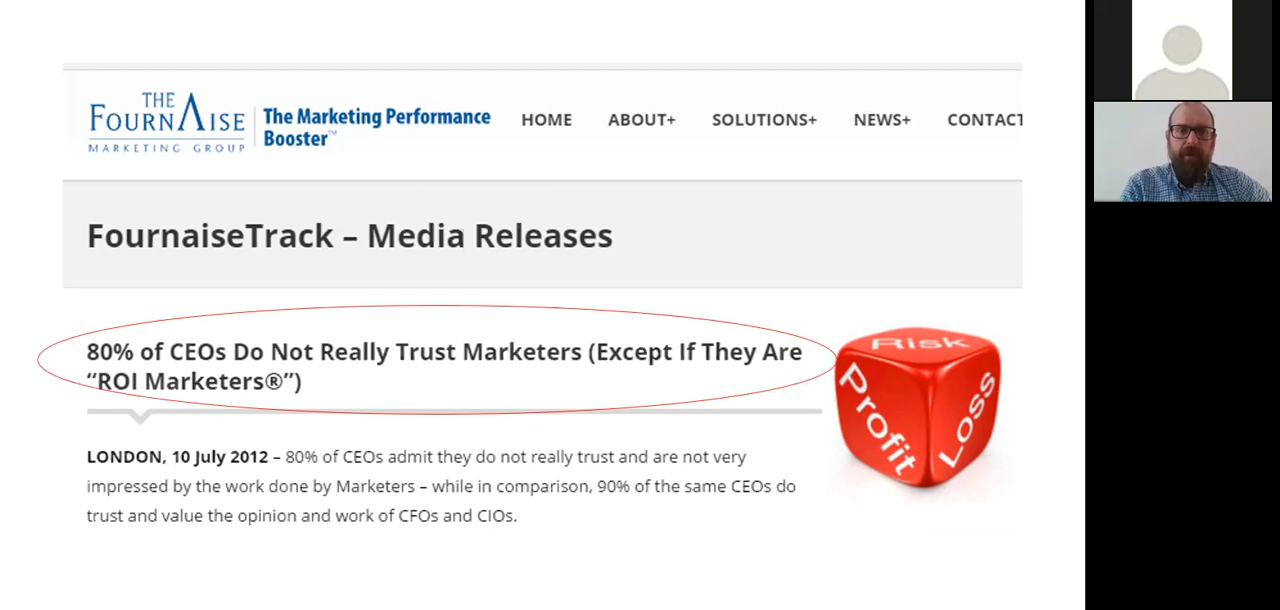 THE
FOURNAISE
MARKETING GROUP
The Marketing Performance
Booster™
HOME ABOUT+ SOLUTIONS+ NEWS+ CONTACT
FournaiseTrack – Media Releases
80% of CEOs Do Not Really Trust Marketers (Except If They Are
“ROI Marketers®”)
Risk
Profit
Loss
LONDON, 10 July 2012 – 80% of CEOs admit they do not really trust and are not very
impressed by the work done by Marketers – while in comparison, 90% of the same CEOs do
trust and value the opinion and work of CFOs and CIOs.